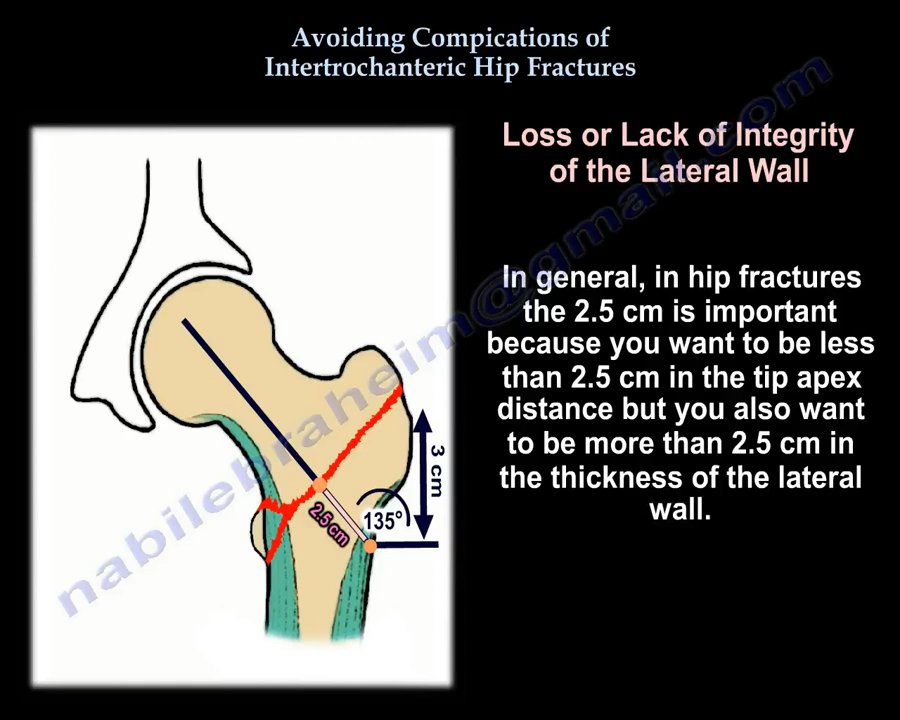 Avoiding Compications of
Intertrochanteric Hip Fractures
Loss or Lack of Integrity
of the Lateral Wall
In general, in hip fractures
the 2.5 cm is important
because you want to be less
than 2.5 cm in the tip apex
distance but you also want
to be more than 2.5 cm in
the thickness of the lateral
wall.
3 cm
2.5 cm
135°
nabilebraheim@gmail.com